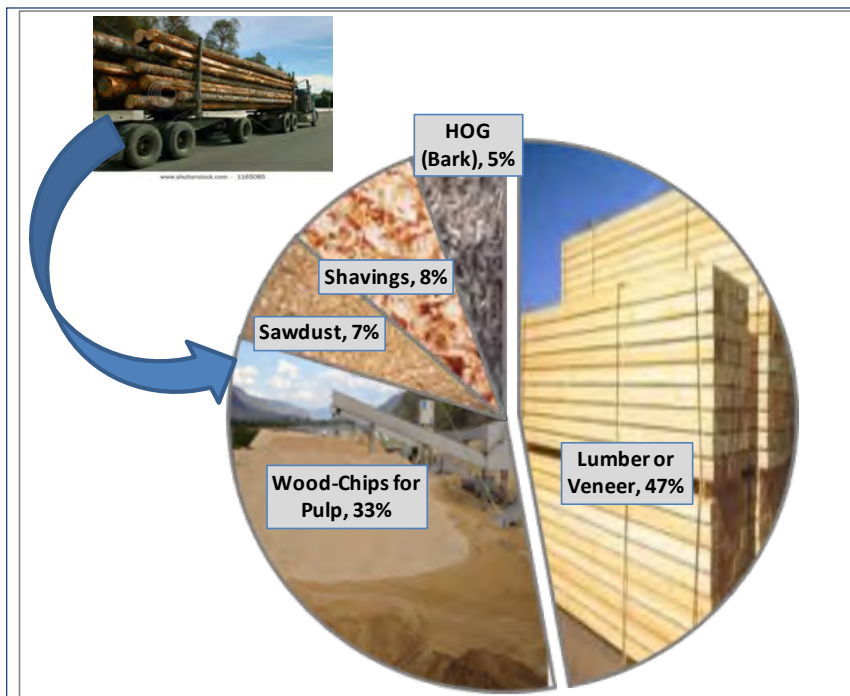 www.shutterstock.com · 1165085
HOG
(Bark), 5%
Shavings, 8%
Sawdust, 7%
Wood-Chips for
Pulp, 33%
Lumber or
Veneer, 47%